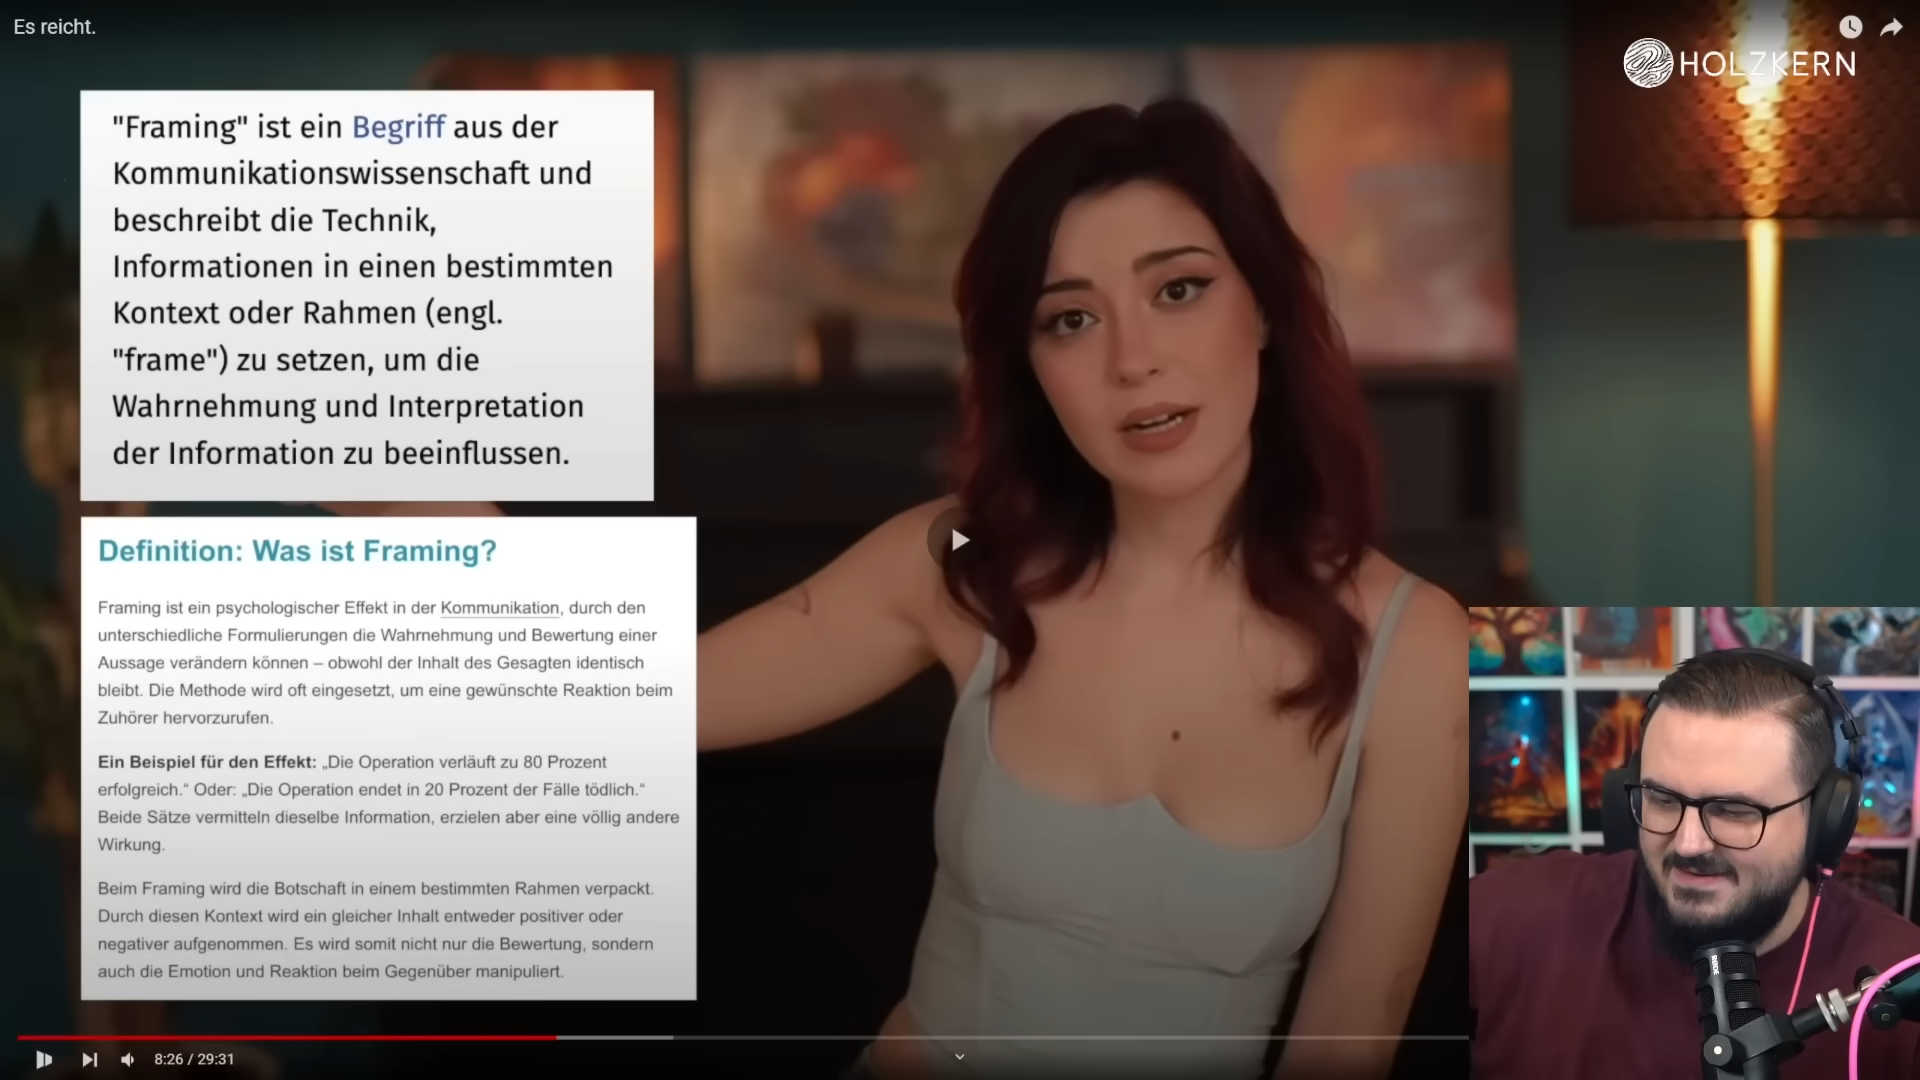 Es reicht.
HOLZKERN
"Framing" ist ein Begriff aus der
Kommunikationswissenschaft und
beschreibt die Technik,
Informationen in einen bestimmten
Kontext oder Rahmen (engl.
"frame") zu setzen, um die
Wahrnehmung und Interpretation
der Information zu beeinflussen.
Definition: Was ist Framing?
Framing ist ein psychologischer Effekt in der Kommunikation, durch den
unterschiedliche Formulierungen die Wahrnehmung und Bewertung einer
Aussage verändern können – obwohl der Inhalt des Gesagten identisch
bleibt. Die Methode wird oft eingesetzt, um eine gewünschte Reaktion beim
Zuhörer hervorzurufen.
Ein Beispiel für den Effekt: „Die Operation verläuft zu 80 Prozent
erfolgreich.“ Oder: „Die Operation endet in 20 Prozent der Fälle tödlich.“
Beide Sätze vermitteln dieselbe Information, erzielen aber eine völlig andere
Wirkung.
Beim Framing wird die Botschaft in einem bestimmten Rahmen verpackt.
Durch diesen Kontext wird ein gleicher Inhalt entweder positiver oder
negativer aufgenommen. Es wird somit nicht nur die Bewertung, sondern
auch die Emotion und Reaktion beim Gegenüber manipuliert.
RØDE
8:26 / 29:31